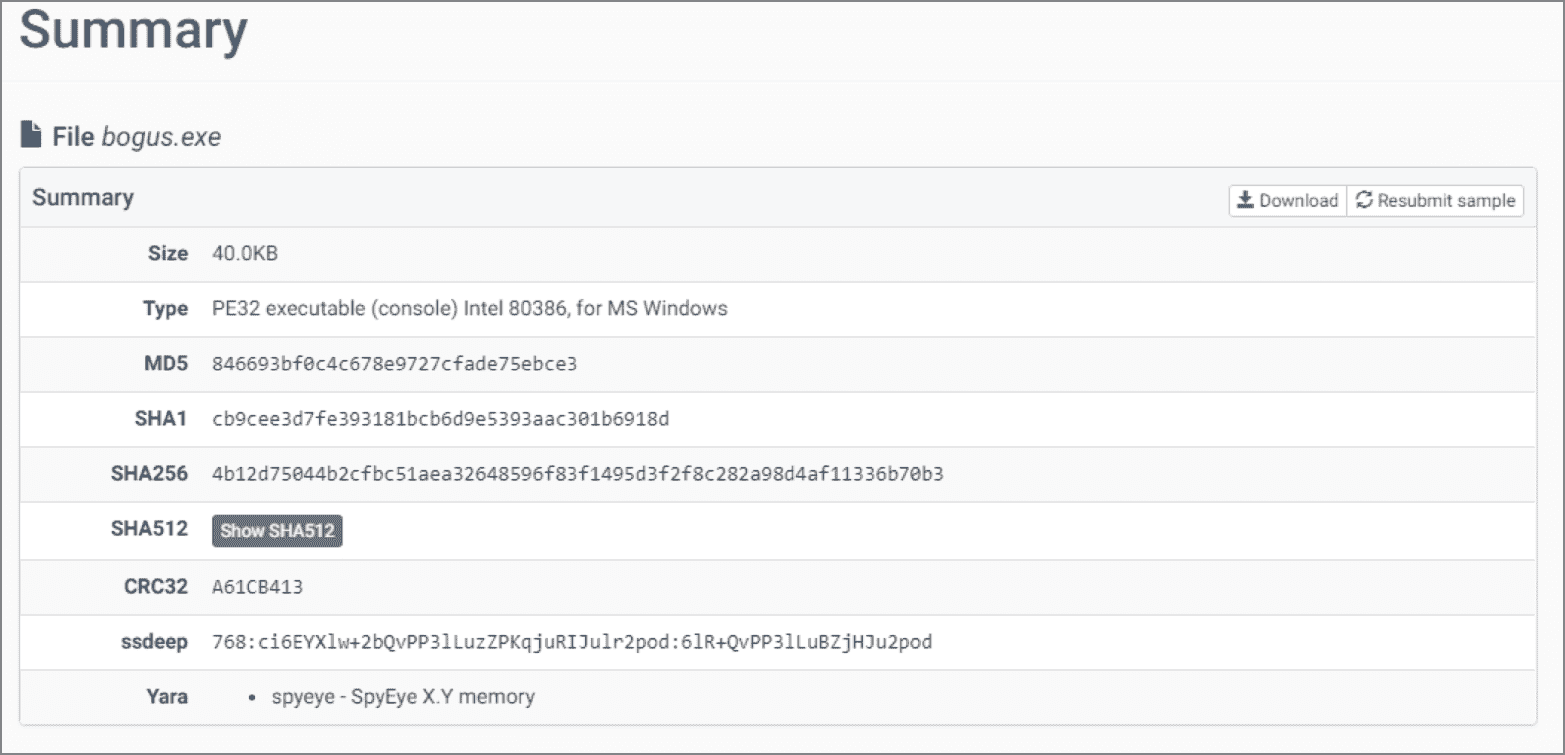 Summary
File bogus.exe
Summary
Download Resubmit sample
Size 40.0KB
Type PE32 executable (console) Intel 80386, for MS Windows
MD5 846693bf0c4c678e9727cfade75ebce3
SHA1 cb9cee3d7fe393181bcb6d9e5393aac301b6918d
SHA256 4b12d75044b2cfbc51aea32648596f83f1495d3f2f8c282a98d4af11336b70b3
SHA512 Show SHA512
CRC32 A61CB413
ssdeep 768:ci6EYXlw+2bQvPP3lLuzZPKqjuRIJulr2pod:6lR+QvPP3lLuBZjHJu2pod
Yara • spyeye - SpyEye X.Y memory